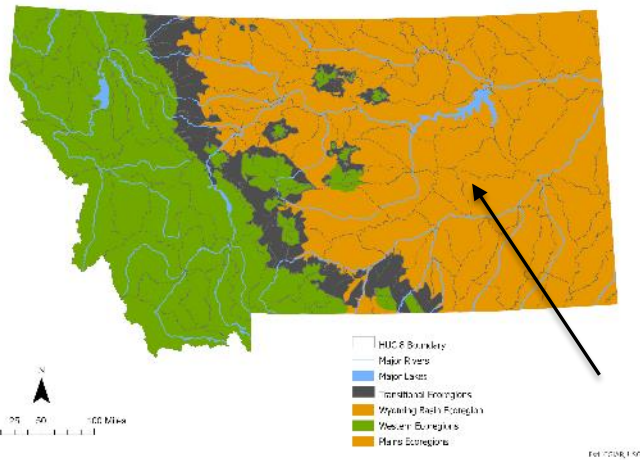 HUC 8 Boundary
Major Rivers
Major Lakes
Transitional Ecoregions
Wyoming Basin Ecoregion
Western Ecoregions
Plains Ecoregions
N
25 50 100 Miles
Esri,